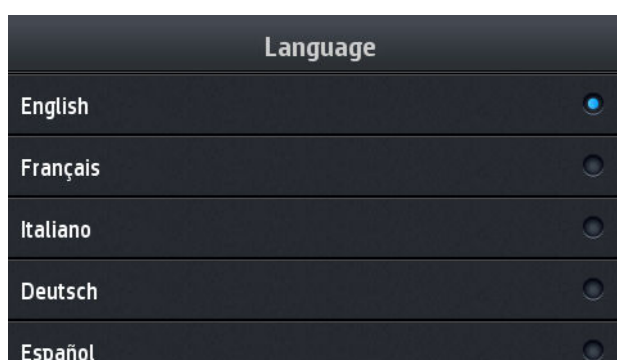 Language
English
Français
Italiano
Deutsch
Español